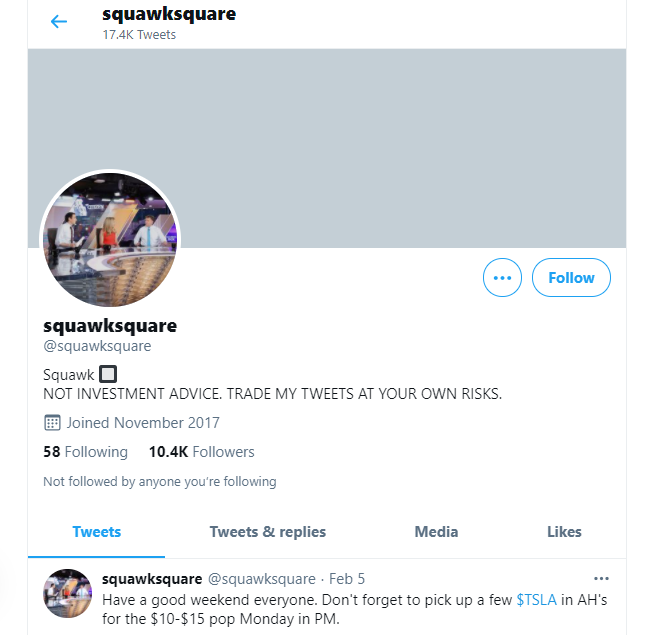 squawksquare
17.4K Tweets
Follow
squawksquare
@squawksquare
Squawk
NOT INVESTMENT ADVICE. TRADE MY TWEETS AT YOUR OWN RISKS.
Joined November 2017
58 Following 10.4K Followers
Not followed by anyone you're following
Tweets Tweets & replies Media Likes
squawksquare @squawksquare · Feb 5
Have a good weekend everyone. Don't forget to pick up a few $TSLA in AH's
for the $10-$15 pop Monday in PM.